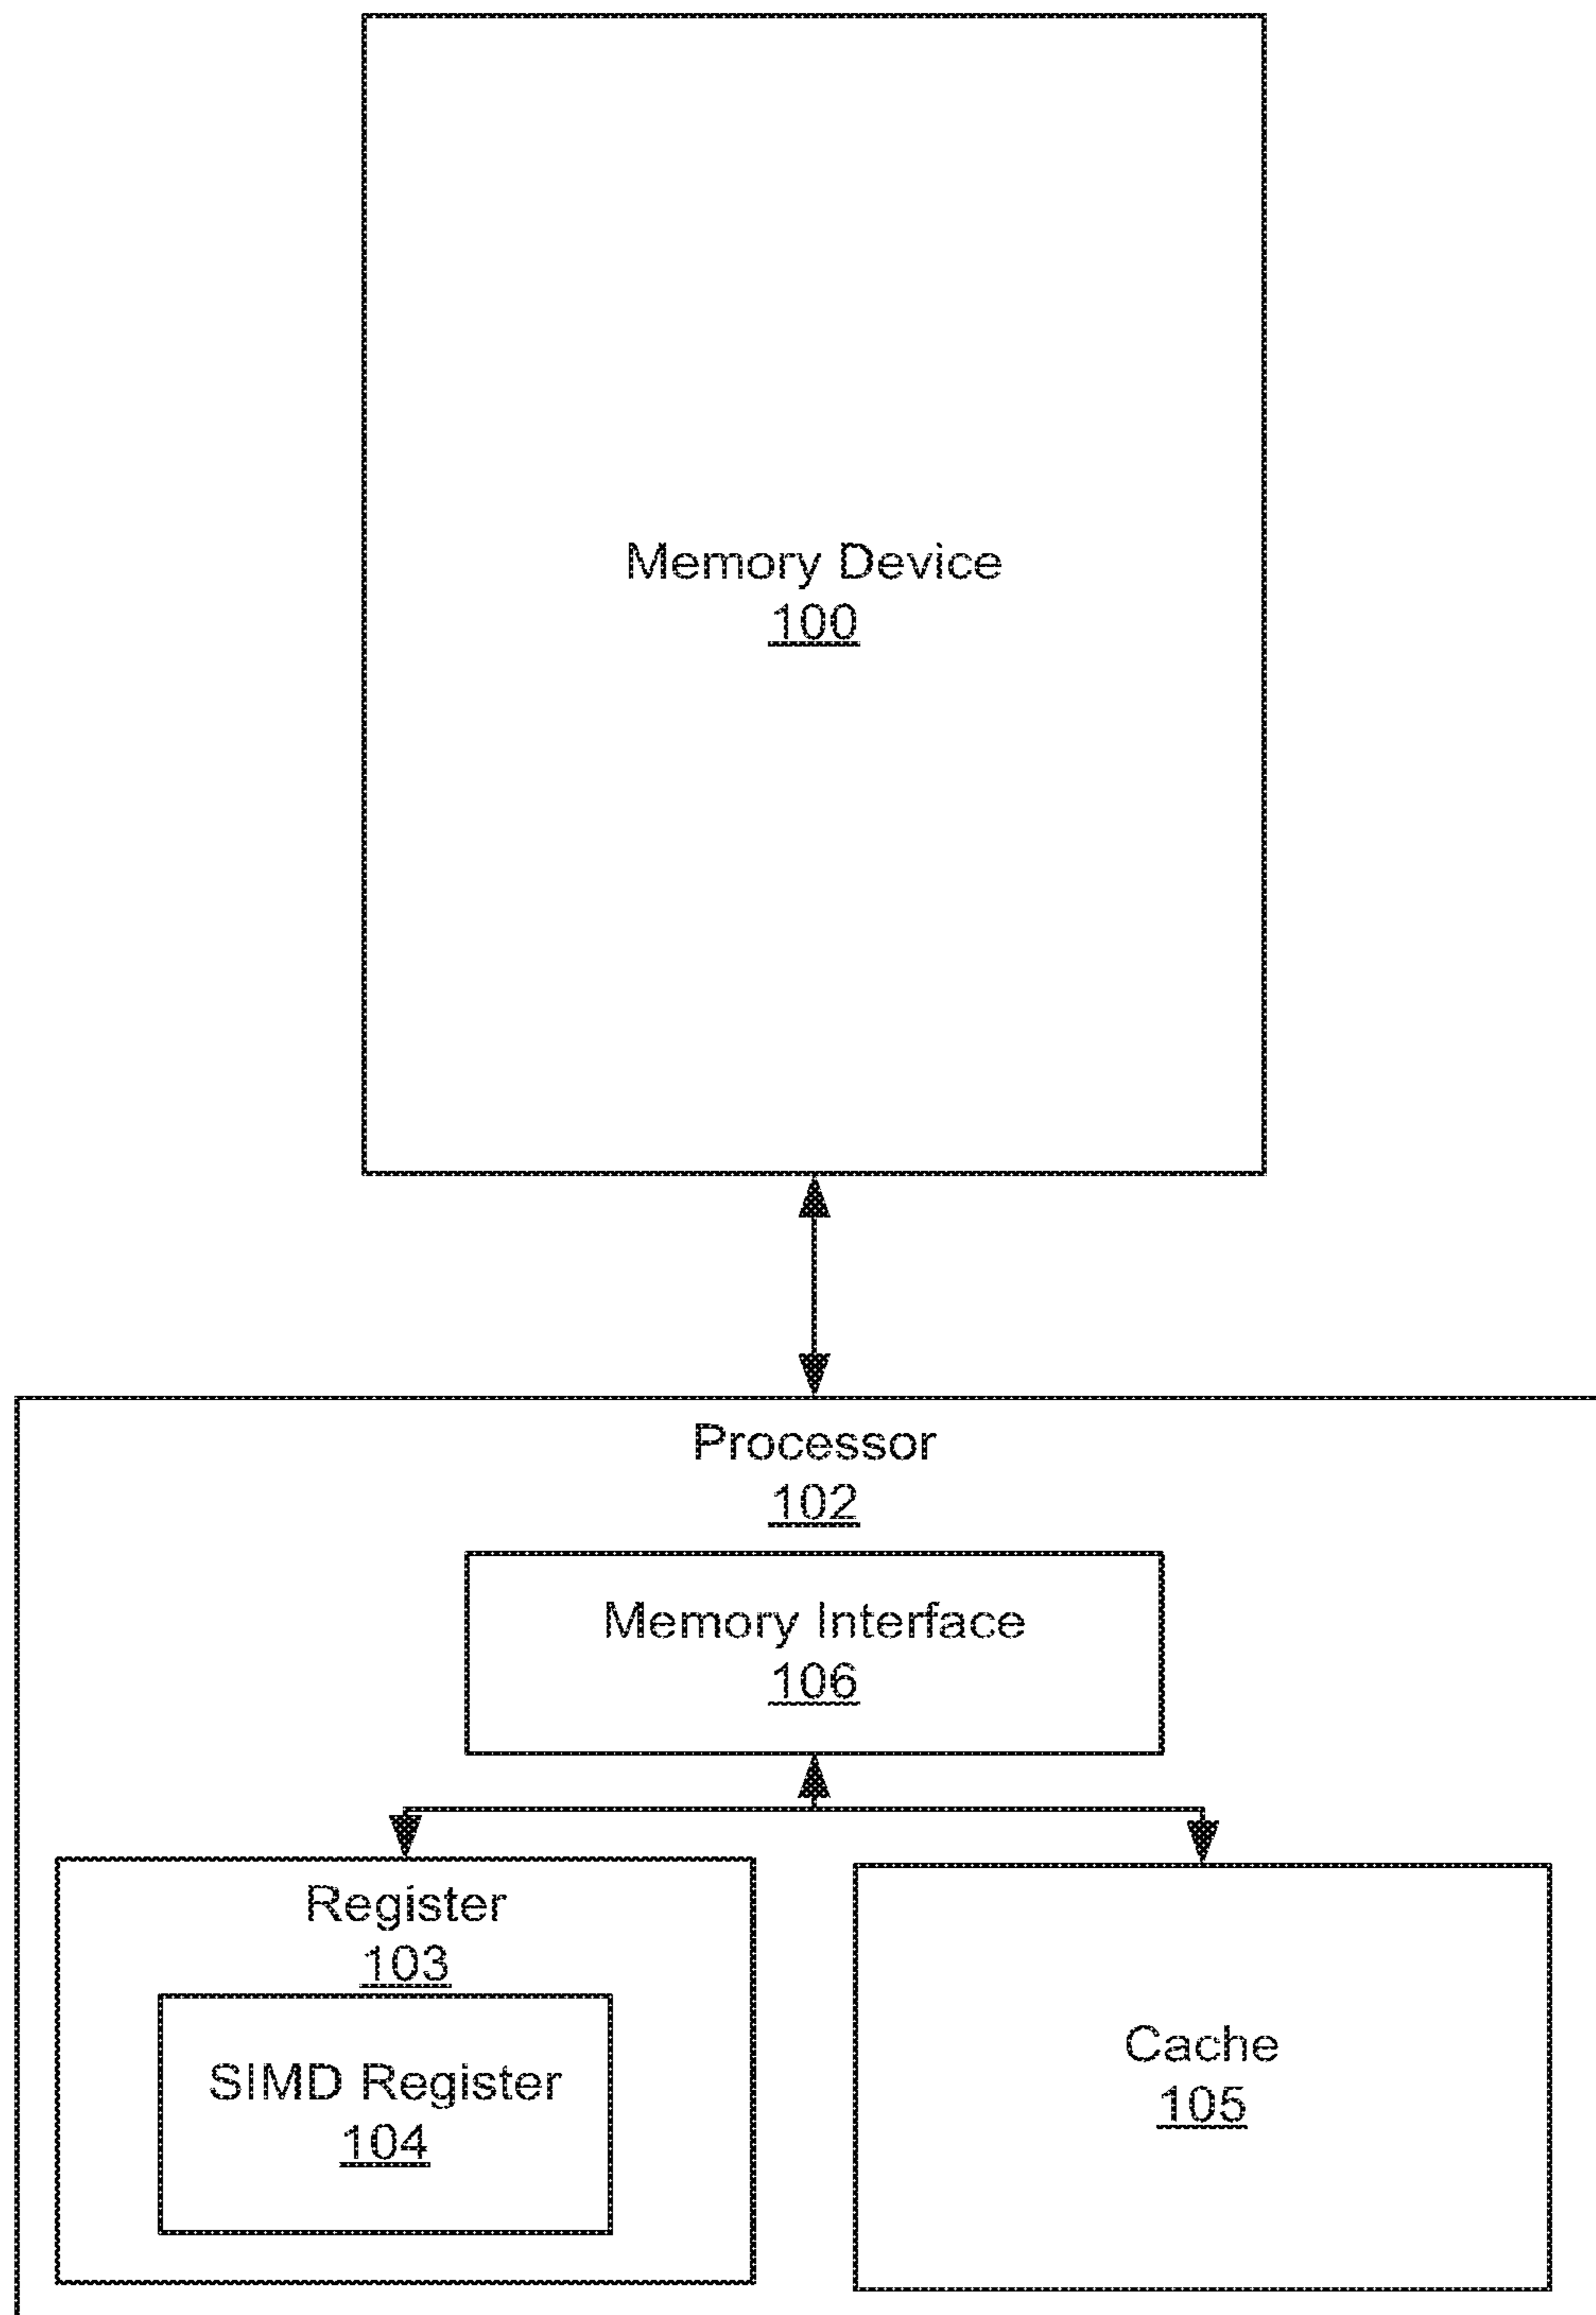 Memory Device
100
Processor
102
Memory Interface
106
Register
103
SIMD Register
104
Cache
105